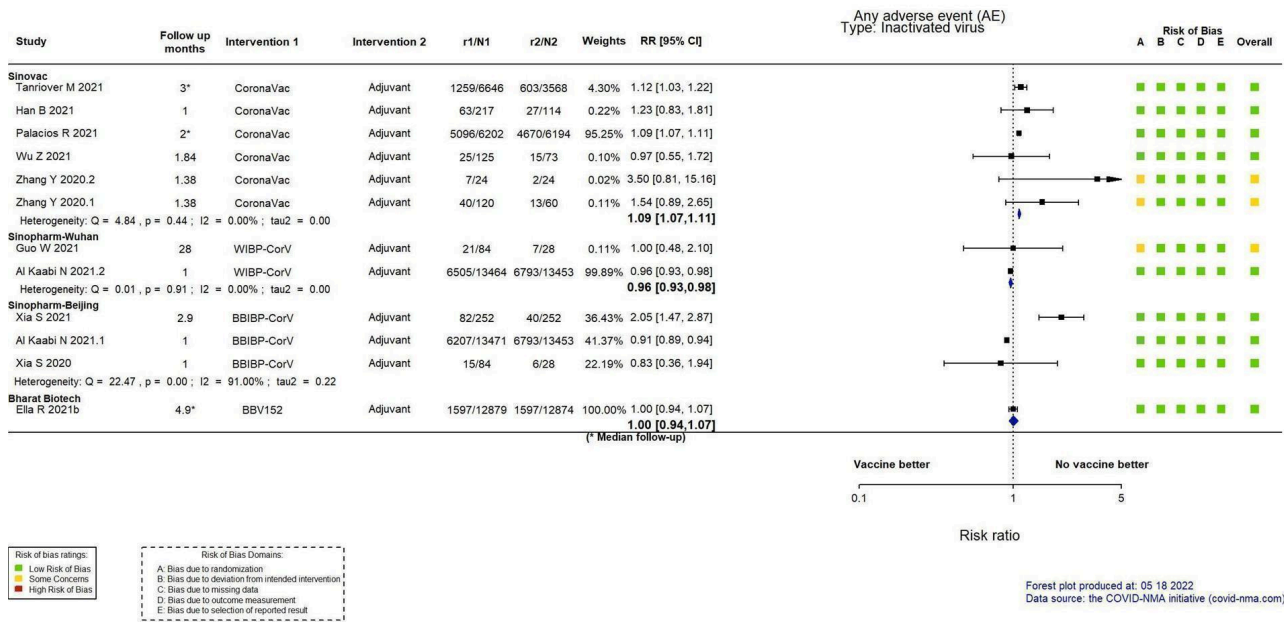 Any adverse event (AE)
Type: Inactivated virus
Study Follow up months Intervention 1 Intervention 2 r1/N1 r2/N2 Weights RR [95% CI] Risk of Bias A B C D E Overall
Sinovac
Tanriover M 2021 3* CoronaVac Adjuvant 1259/6646 603/3568 4.30% 1.12 [1.03, 1.22]
Han B 2021 1 CoronaVac Adjuvant 63/217 27/114 0.22% 1.23 [0.83, 1.81]
Palacios R 2021 2* CoronaVac Adjuvant 5096/6202 4670/6194 95.25% 1.09 [1.07, 1.11]
Wu Z 2021 1.84 CoronaVac Adjuvant 25/125 15/73 0.10% 0.97 [0.55, 1.72]
Zhang Y 2020.2 1.38 CoronaVac Adjuvant 7/24 2/24 0.02% 3.50 [0.81, 15.16]
Zhang Y 2020.1 1.38 CoronaVac Adjuvant 40/120 13/60 0.11% 1.54 [0.89, 2.65]
Heterogeneity: Q = 4.84 , p = 0.44 ; I2 = 0.00% ; tau2 = 0.00 1.09 [1.07,1.11]
Sinopharm-Wuhan
Guo W 2021 28 WIBP-CorV Adjuvant 21/84 7/28 0.11% 1.00 [0.48, 2.10]
Al Kaabi N 2021.2 1 WIBP-CorV Adjuvant 6505/13464 6793/13453 99.89% 0.96 [0.93, 0.98]
Heterogeneity: Q = 0.01 , p = 0.91 ; I2 = 0.00% ; tau2 = 0.00 0.96 [0.93,0.98]
Sinopharm-Beijing
Xia S 2021 2.9 BBIBP-CorV Adjuvant 82/252 40/252 36.43% 2.05 [1.47, 2.87]
Al Kaabi N 2021.1 1 BBIBP-CorV Adjuvant 6207/13471 6793/13453 41.37% 0.91 [0.89, 0.94]
Xia S 2020 1 BBIBP-CorV Adjuvant 15/84 6/28 22.19% 0.83 [0.36, 1.94]
Heterogeneity: Q = 22.47 , p = 0.00 ; I2 = 91.00% ; tau2 = 0.22
Bharat Biotech
Ella R 2021b 4.9* BBV152 Adjuvant 1597/12879 1597/12874 100.00% 1.00 [0.94, 1.07]
1.00 [0.94,1.07]
(* Median follow-up)
Vaccine better No vaccine better
0.1 1 5
Risk ratio
Risk of bias ratings:
Low Risk of Bias
Some Concerns
High Risk of Bias
Risk of Bias Domains:
A: Bias due to randomization
B: Bias due to deviation from intended intervention
C: Bias due to missing data
D: Bias due to outcome measurement
E: Bias due to selection of reported result
Forest plot produced at: 05 18 2022
Data source: the COVID-NMA initiative (covid-nma.com)